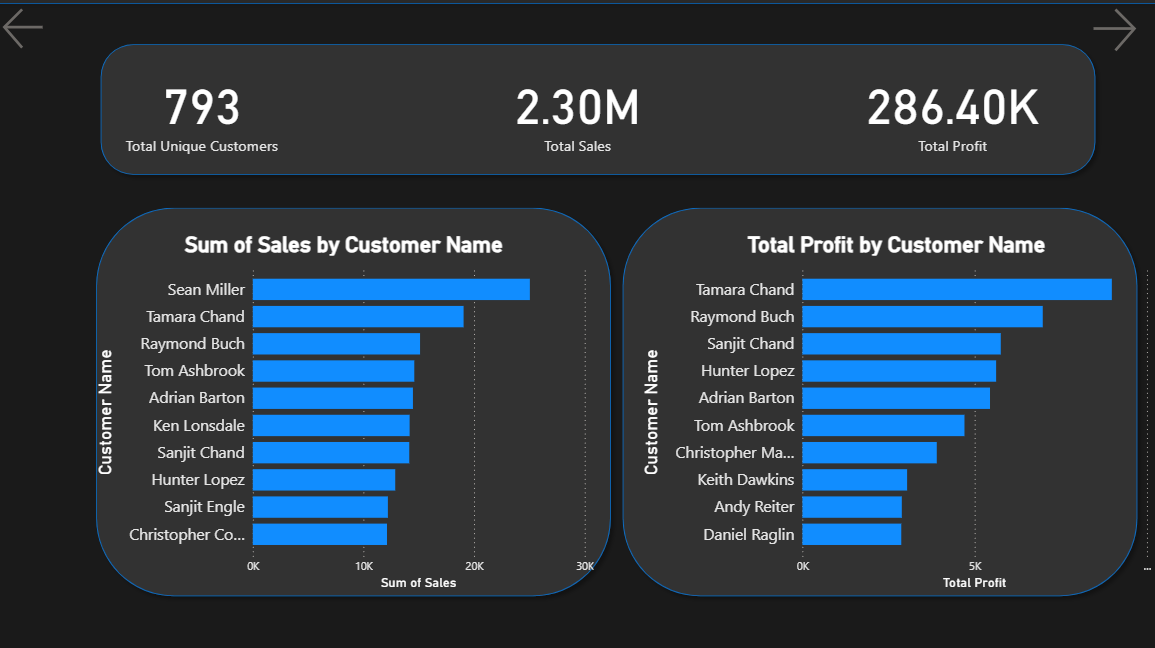 793
Total Unique Customers
2.30M
Total Sales
286.40K
Total Profit
Sum of Sales by Customer Name
Customer Name
Sean Miller
Tamara Chand
Raymond Buch
Tom Ashbrook
Adrian Barton
Ken Lonsdale
Sanjit Chand
Hunter Lopez
Sanjit Engle
Christopher Co...
0K 10K 20K 30K
Sum of Sales
Total Profit by Customer Name
Customer Name
Tamara Chand
Raymond Buch
Sanjit Chand
Hunter Lopez
Adrian Barton
Tom Ashbrook
Christopher Ma...
Keith Dawkins
Andy Reiter
Daniel Raglin
0K 5K ...
Total Profit